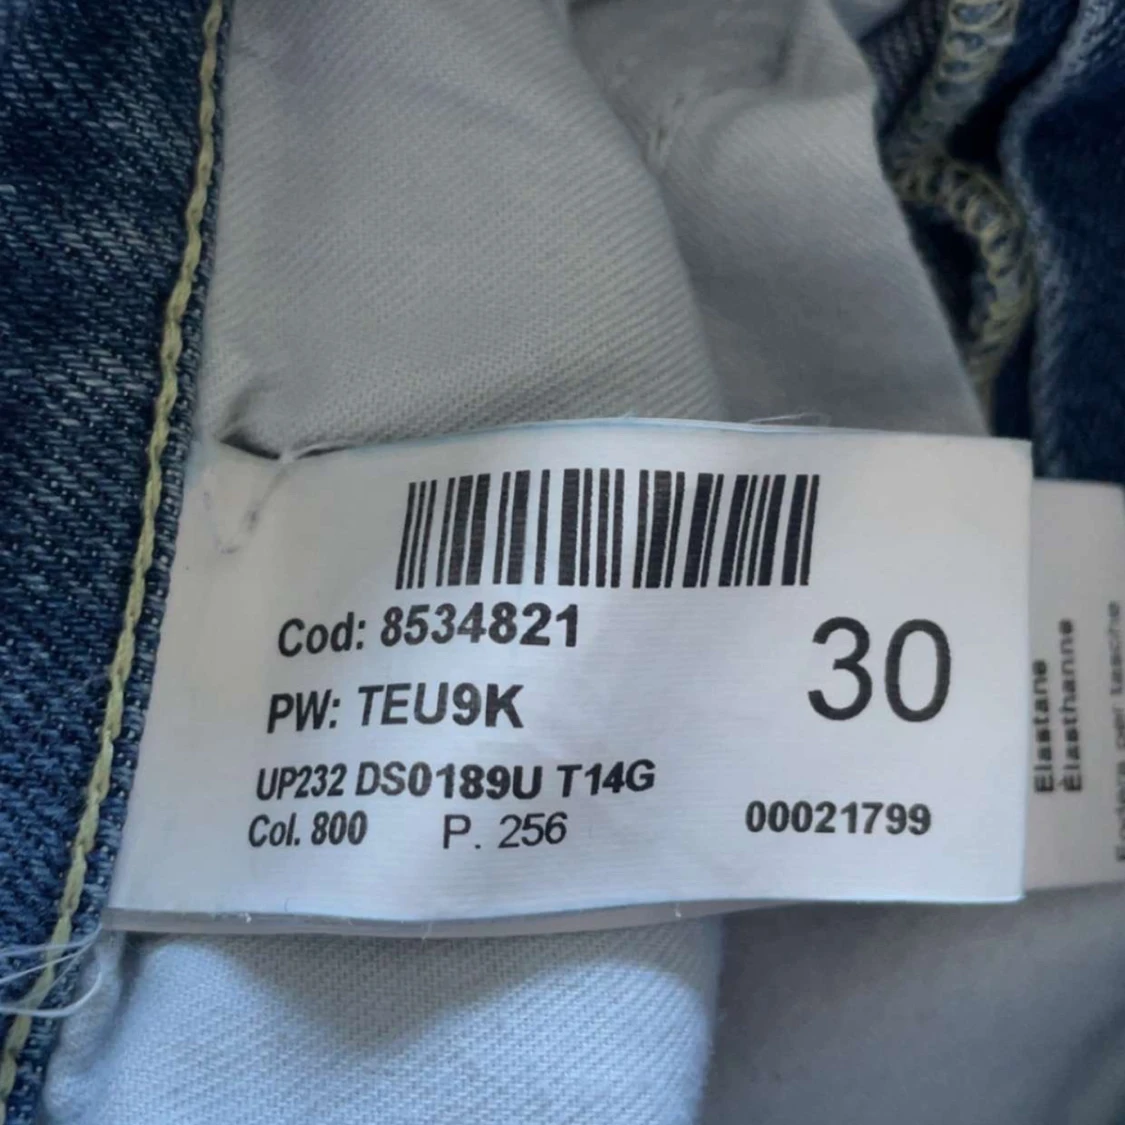 Cod: 8534821
PW: TEU9K
30
UP232 DS0189U T14G
Col. 800 P. 256
00021799
Elastane
Élasthanne